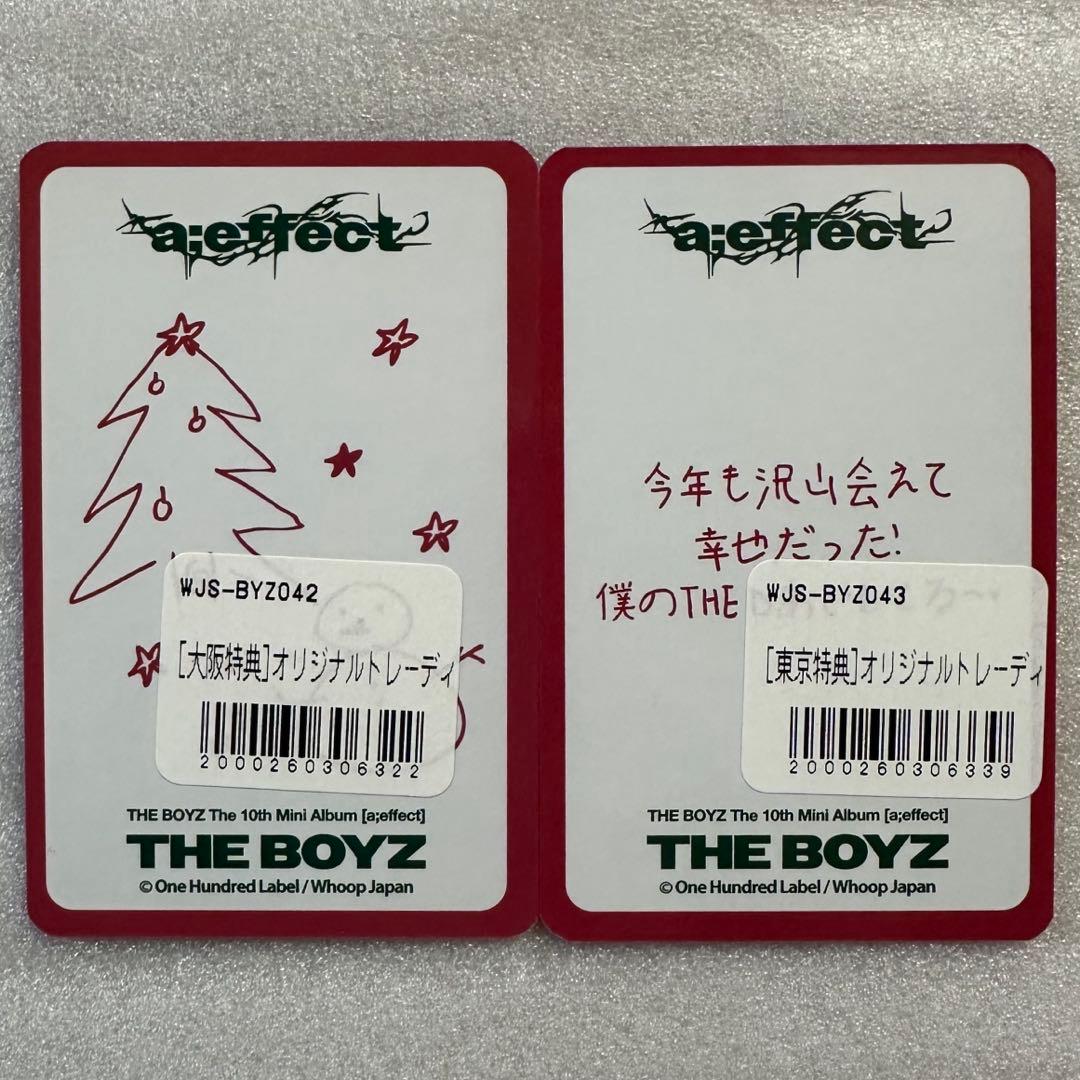 a;effect
WJS-BYZ042
[大阪特典]オリジナルトレーディ
2000260306322
THE BOYZ The 10th Mini Album [a;effect]
THE BOYZ
© One Hundred Label / Whoop Japan
a;effect
今年も沢山会えて
幸せだった!
僕のTHE
WJS-BYZ043
[東京特典]オリジナルトレーディ
2000260306339
THE BOYZ The 10th Mini Album [a;effect]
THE BOYZ
© One Hundred Label / Whoop Japan